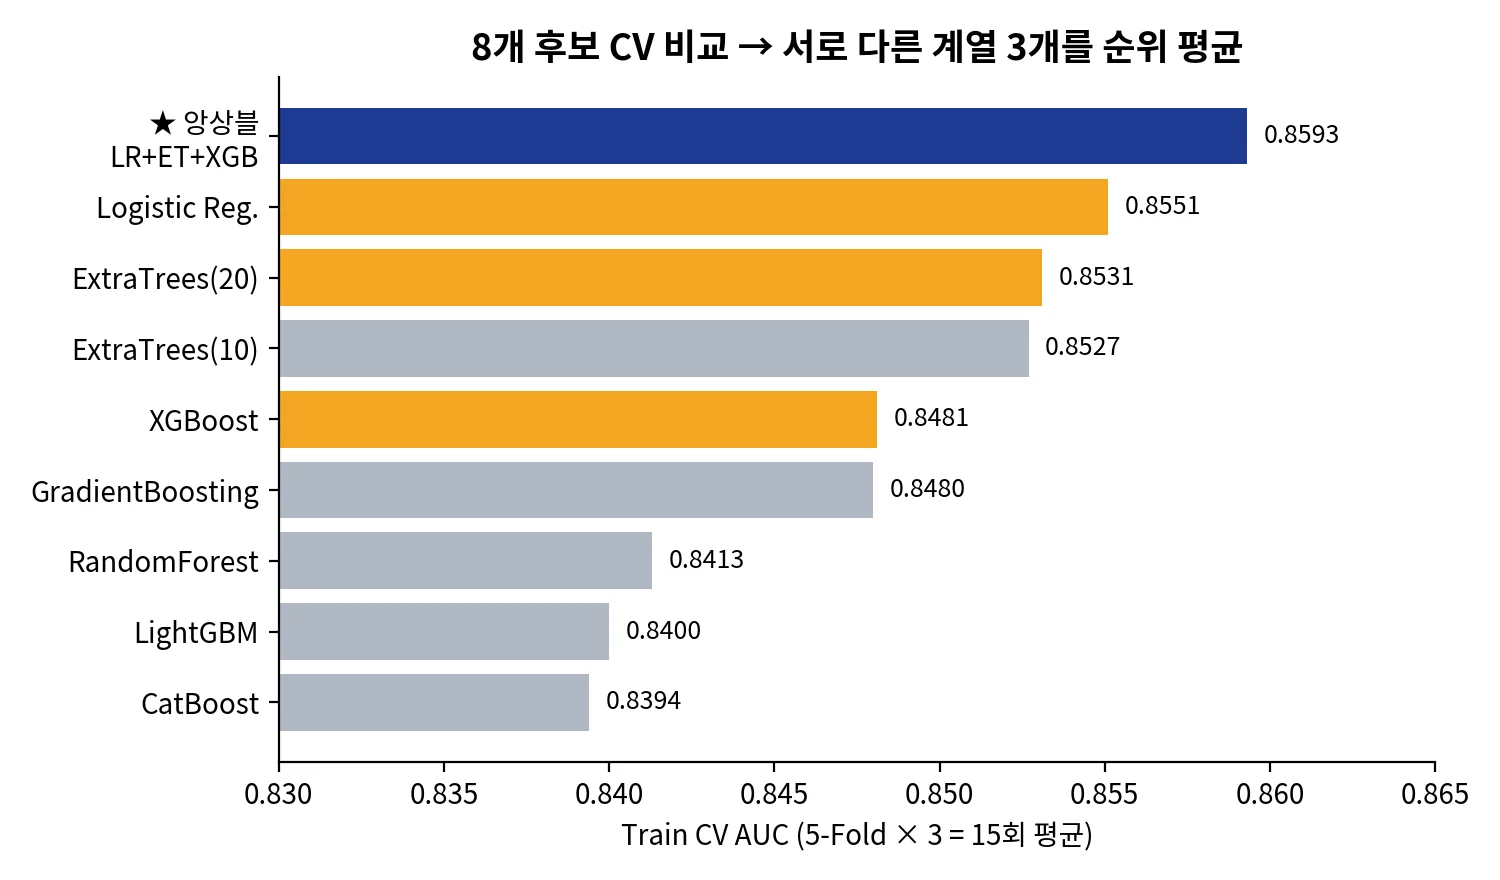 8개 후보 CV 비교 → 서로 다른 계열 3개를 순위 평균
★ 앙상블
LR+ET+XGB
0.8593
Logistic Reg.
0.8551
ExtraTrees(20)
0.8531
ExtraTrees(10)
0.8527
XGBoost
0.8481
GradientBoosting
0.8480
RandomForest
0.8413
LightGBM
0.8400
CatBoost
0.8394
0.830 0.835 0.840 0.845 0.850 0.855 0.860 0.865
Train CV AUC (5-Fold × 3 = 15회 평균)